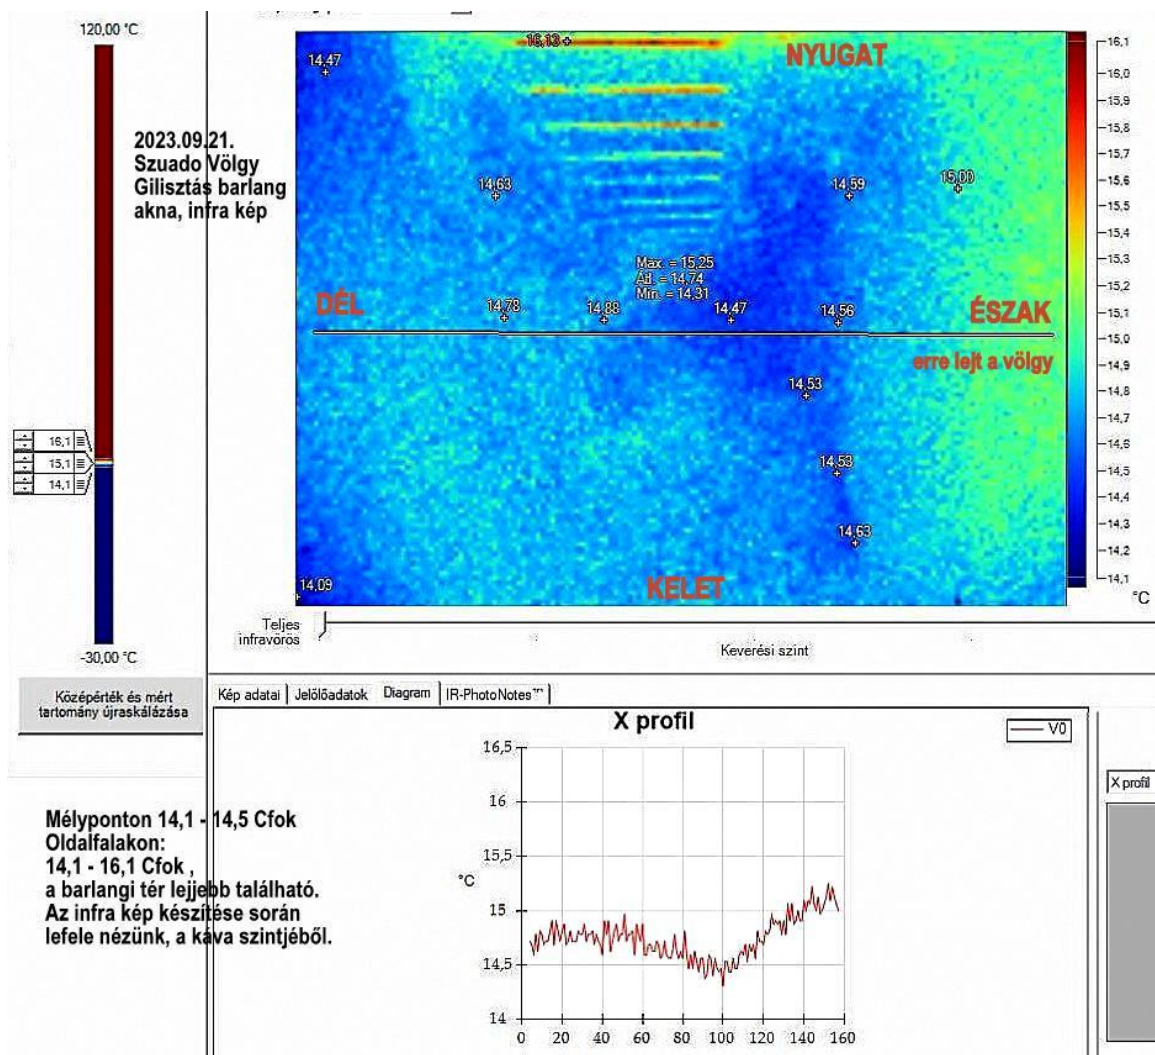 120,00 °C
2023.09.21.
Szuado Völgy
Gilisztás barlang
akna, infra kép
16,1
15,1
14,1
-30,00 °C
Középérték és mért
tartomány újraskálázása
16,13
NYUGAT
14,47
14,63
14,59
15,00
Max. = 15,25
Átl. = 14,74
Min. = 14,31
DÉL
14,78
14,88
14,47
14,56
ÉSZAK
erre lejt a völgy
14,53
14,53
14,63
14,09
KELET
16,1
15,0
15,9
15,8
15,7
15,6
15,5
15,4
15,3
15,2
15,1
15,0
14,9
14,8
14,7
14,6
14,5
14,4
14,3
14,2
14,1
°C
Teljes
infravörös
Keverési szint
Kép adatai Jelölőadatok Diagram IR-PhotoNotes™
X profil
V0
16,5
16
15,5
°C
15
14,5
14
0 20 40 60 80 100 120 140 160
X profil
Mélyponton 14,1 - 14,5 Cfok
Oldalfalakon:
14,1 - 16,1 Cfok ,
a barlangi tér lejjebb található.
Az infra kép készítése során
lefele nézünk, a káva szintjéből.